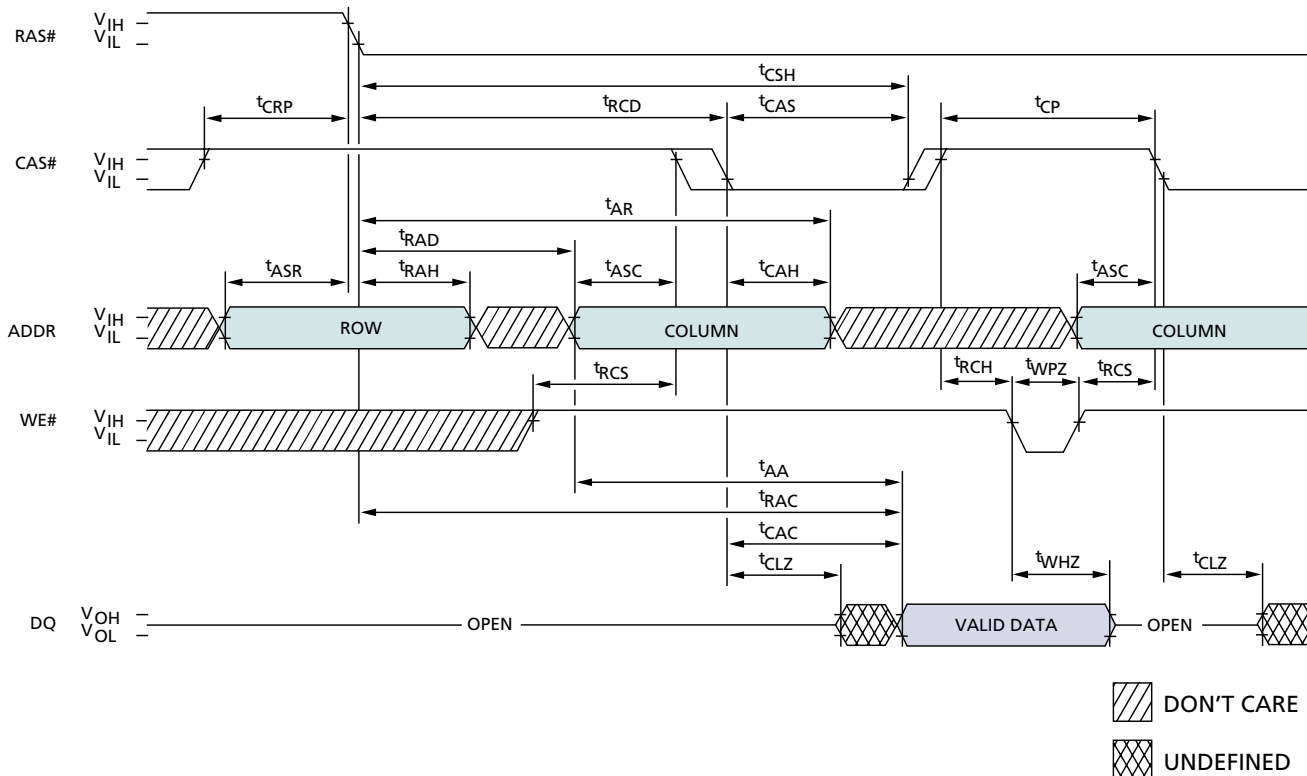 RAS# VIH VIL
tCSH
tCRP tRCD tCAS tCP
CAS# VIH VIL
tAR
tRAD
tASR tRAH tASC tCAH tASC
ADDR VIH VIL ROW COLUMN COLUMN
tRCS tRCH tWPZ tRCS
WE# VIH VIL
tAA
tRAC
tCAC
tCLZ tWHZ tCLZ
DQ VOH VOL OPEN VALID DATA OPEN
DON'T CARE
UNDEFINED